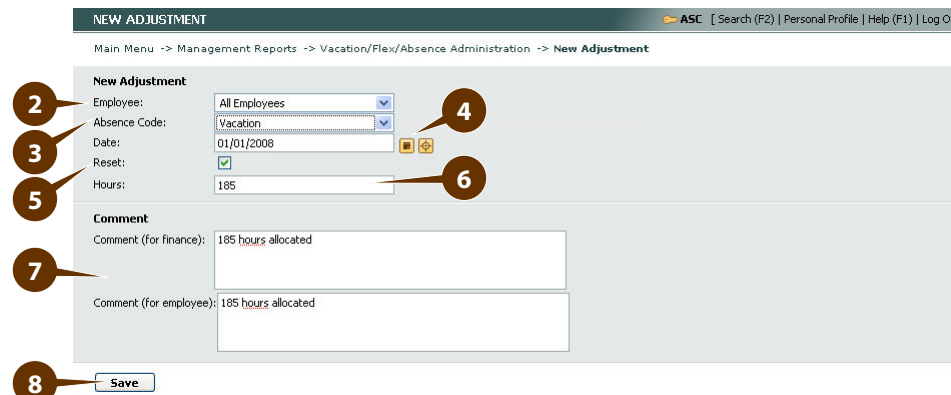 NEW ADJUSTMENT ASC [ Search (F2) | Personal Profile | Help (F1) | Log O
Main Menu -> Management Reports -> Vacation/Flex/Absence Administration -> New Adjustment
New Adjustment
2 Employee: All Employees
3 Absence Code: Vacation
4
Date: 01/01/2008
5 Reset:
6
Hours: 185
Comment
Comment (for finance): 185 hours allocated
7
Comment (for employee): 185 hours allocated
8 Save